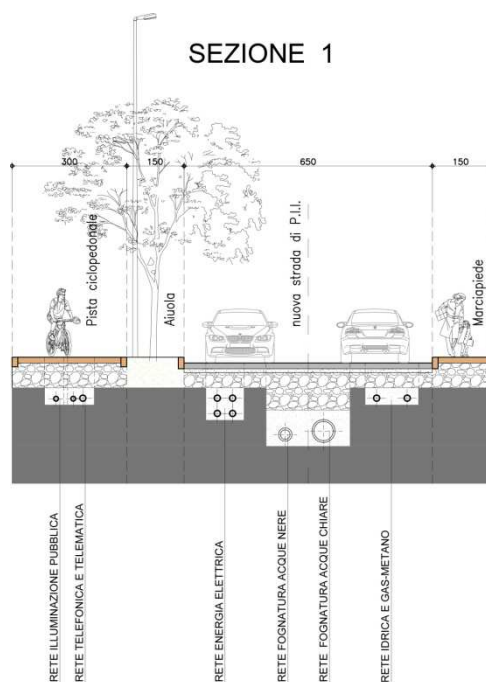 SEZIONE 1
300
150
650
150
Pista ciclopedonale
Aiuola
nuova strada di P.I.I.
Marciapiede
RETE ILLUMINAZIONE PUBBLICA
RETE TELEFONICA E TELEMATICA
RETE ENERGIA ELETTRICA
RETE FOGNATURA ACQUE NERE
RETE FOGNATURA ACQUE CHIARE
RETE IDRICA E GAS-METANO